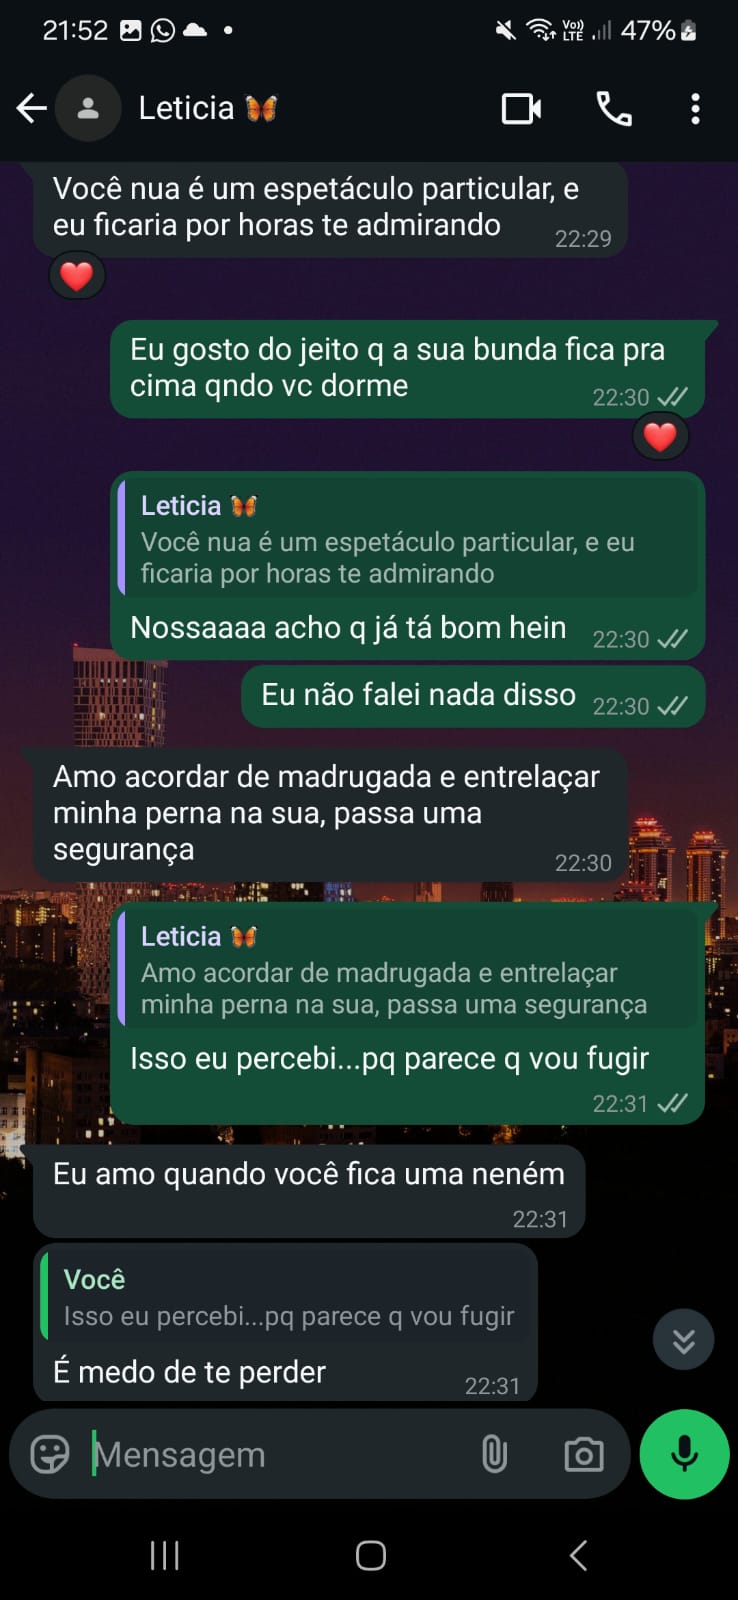 21:52
Vo))
LTE
47%
Leticia 🦋
Você nua é um espetáculo particular, e
eu ficaria por horas te admirando
22:29
❤️
Eu gosto do jeito q a sua bunda fica pra
cima qndo vc dorme
22:30
❤️
Leticia 🦋
Você nua é um espetáculo particular, e eu
ficaria por horas te admirando
Nossaaaa acho q já tá bom hein
22:30
Eu não falei nada disso
22:30
Amo acordar de madrugada e entrelaçar
minha perna na sua, passa uma
segurança
22:30
Leticia 🦋
Amo acordar de madrugada e entrelaçar
minha perna na sua, passa uma segurança
Isso eu percebi...pq parece q vou fugir
22:31
Eu amo quando você fica uma neném
22:31
Você
Isso eu percebi...pq parece q vou fugir
É medo de te perder
22:31
Mensagem